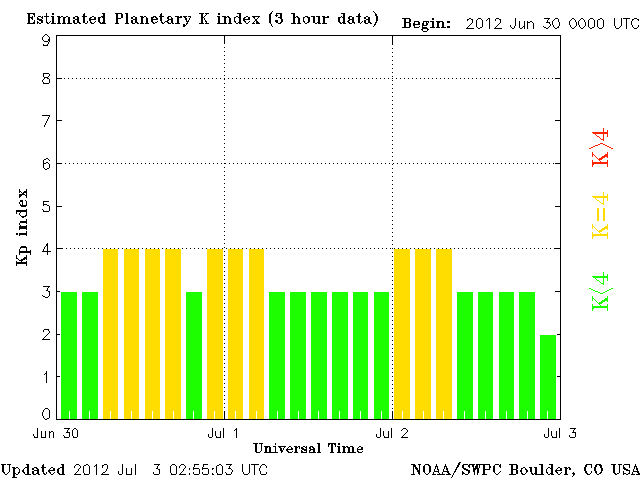 Estimated Planetary K index (3 hour data) Begin: 2012 Jun 30 0000 UTC
9
8
7
6
5
4
3
2
1
0
Kp index
K>4
K=4
K<4
Jun 30 Jul 1 Jul 2 Jul 3
Universal Time
Updated 2012 Jul 3 02:55:03 UTC NOAA/SWPC Boulder, CO USA